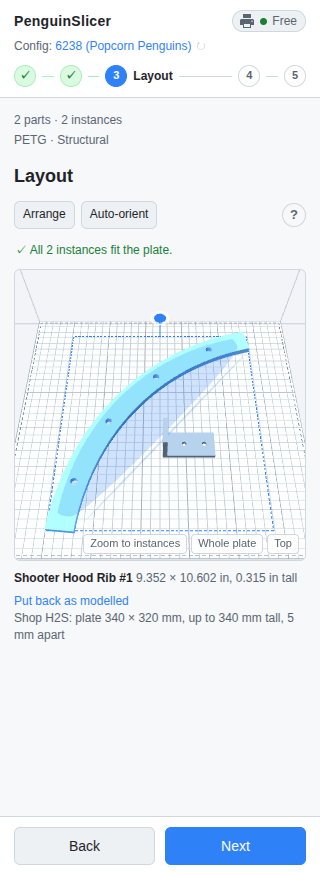 PenguinSlicer
Free
Config: 6238 (Popcorn Penguins)
✓ ✓ 3 Layout 4 5
2 parts · 2 instances
PETG · Structural
Layout
Arrange Auto-orient ?
✓ All 2 instances fit the plate.
Zoom to instances Whole plate Top
Shooter Hood Rib #1 9.352 × 10.602 in, 0.315 in tall
Put back as modelled
Shop H2S: plate 340 × 320 mm, up to 340 mm tall, 5
mm apart
Back Next